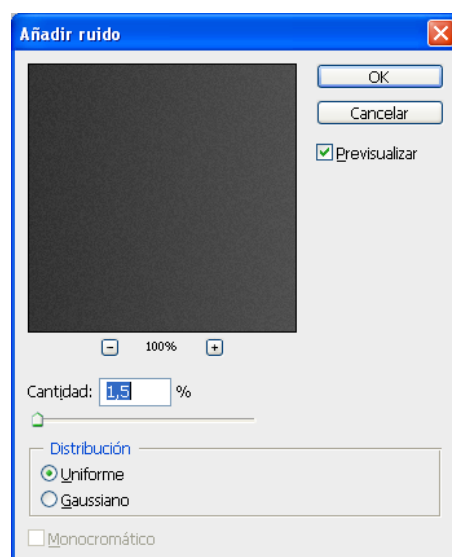 Añadir ruido
OK
Cancelar
Previsualizar
100%
Cantidad: 1,5 %
Distribución
Uniforme
Gaussiano
Monocromático